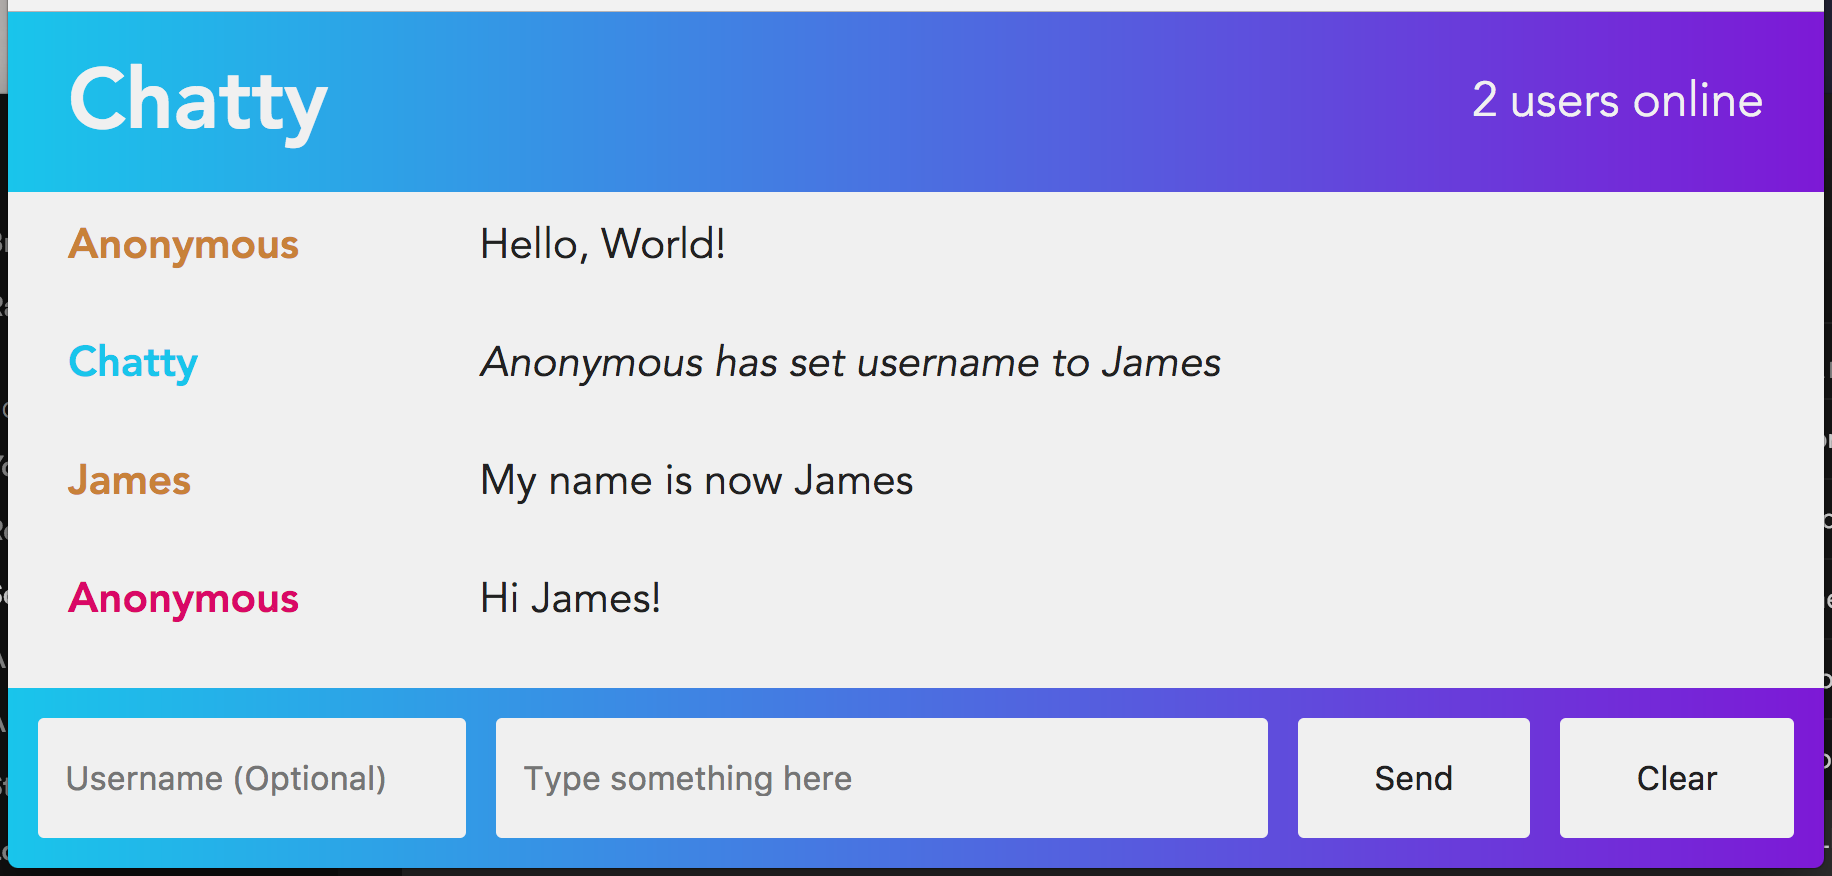 Chatty
2 users online
Anonymous Hello, World!
Chatty Anonymous has set username to James
James My name is now James
Anonymous Hi James!
Username (Optional) Type something here Send Clear